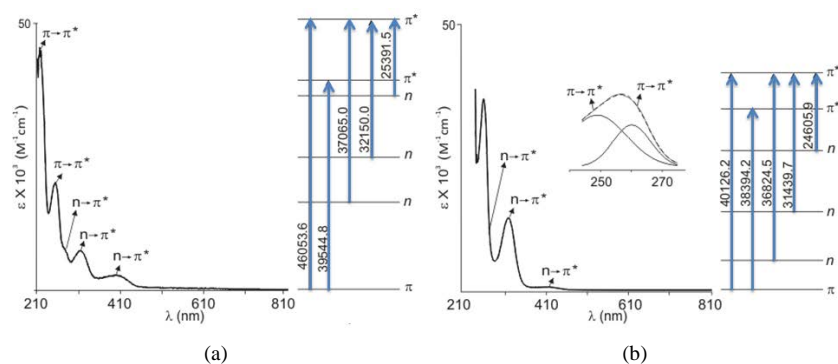 50
π→π*
π→π*
n→π*
n→π*
n→π*
ε X 10³ (M⁻¹cm⁻¹)
0
210
410
610
810
λ (nm)
46053.6
39544.8
37065.0
32150.0
25391.5
π*
π*
n
n
n
π
(a)
50
π→π*
π→π*
250
270
n→π*
n→π*
n→π*
ε X 10³ (M⁻¹cm⁻¹)
0
210
410
610
810
λ (nm)
40126.2
38394.2
36824.5
31439.7
24605.9
π*
π*
n
n
n
π
(b)